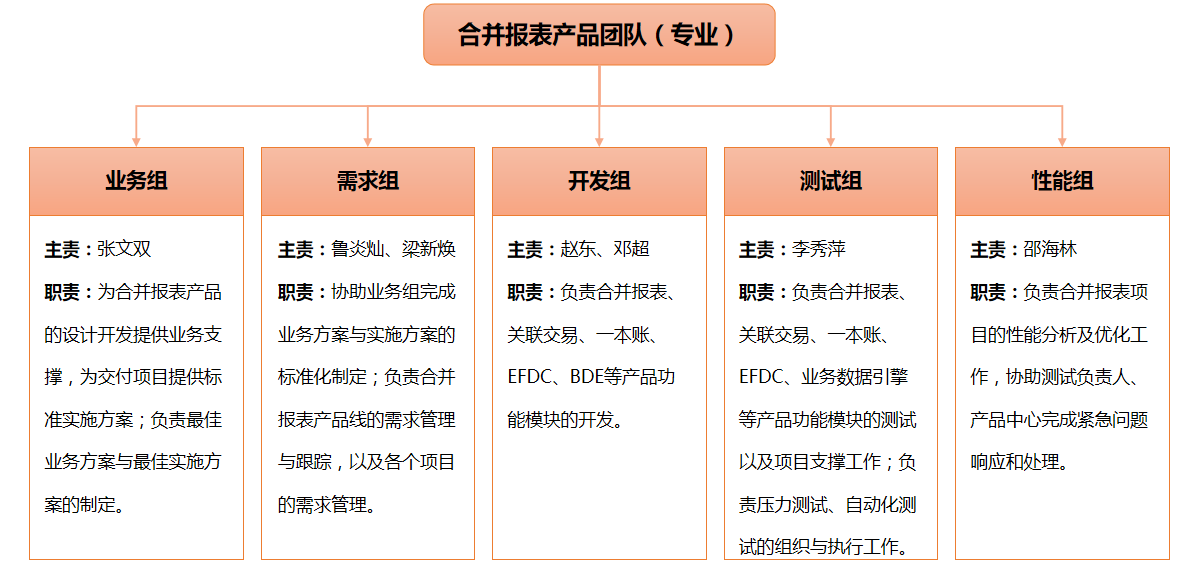 合并报表产品团队（专业）
业务组
主责：张文双
职责：为合并报表产品
的设计开发提供业务支
撑，为交付项目提供标
准实施方案；负责最佳
业务方案与最佳实施方
案的制定。
需求组
主责：鲁炎灿、梁新焕
职责：协助业务组完成
业务方案与实施方案的
标准化制定；负责合并
报表产品线的需求管理
与跟踪，以及各个项目
的需求管理。
开发组
主责：赵东、邓超
职责：负责合并报表、
关联交易、一本账、
EFDC、BDE等产品功
能模块的开发。
测试组
主责：李秀萍
职责：负责合并报表、
关联交易、一本账、
EFDC、业务数据引擎
等产品功能模块的测试
以及项目支撑工作；负
责压力测试、自动化测
试的组织与执行工作。
性能组
主责：邵海林
职责：负责合并报表项
目的性能分析及优化工
作，协助测试负责人、
产品中心完成紧急问题
响应和处理。